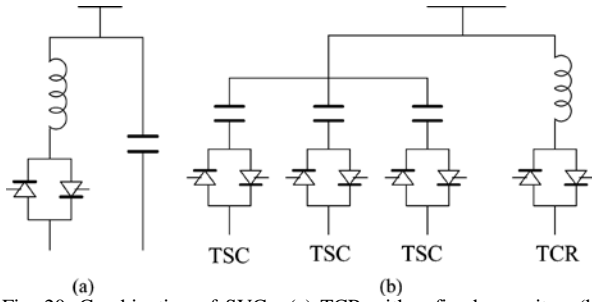 TSC TSC TSC TCR
(a) (b)
Fig. 20. Combination of SVCs (a) TCR with a fixed capacitor (b